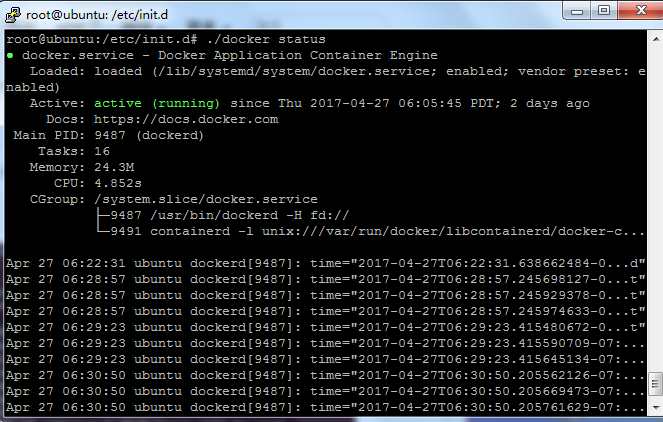 root@ubuntu: /etc/init.d
root@ubuntu:/etc/init.d# ./docker status
● docker.service - Docker Application Container Engine
   Loaded: loaded (/lib/systemd/system/docker.service; enabled; vendor preset: e
nabled)
   Active: active (running) since Thu 2017-04-27 06:05:45 PDT; 2 days ago
     Docs: https://docs.docker.com
 Main PID: 9487 (dockerd)
    Tasks: 16
   Memory: 24.3M
      CPU: 4.852s
   CGroup: /system.slice/docker.service
           ├─9487 /usr/bin/dockerd -H fd://
           └─9491 containerd -l unix:///var/run/docker/libcontainerd/docker-c...

Apr 27 06:22:31 ubuntu dockerd[9487]: time="2017-04-27T06:22:31.638662484-0...d"
Apr 27 06:28:57 ubuntu dockerd[9487]: time="2017-04-27T06:28:57.245698127-0...t"
Apr 27 06:28:57 ubuntu dockerd[9487]: time="2017-04-27T06:28:57.245929378-0...t"
Apr 27 06:28:57 ubuntu dockerd[9487]: time="2017-04-27T06:28:57.245974633-0...t"
Apr 27 06:29:23 ubuntu dockerd[9487]: time="2017-04-27T06:29:23.415480672-0...t"
Apr 27 06:29:23 ubuntu dockerd[9487]: time="2017-04-27T06:29:23.415590709-07:...
Apr 27 06:29:23 ubuntu dockerd[9487]: time="2017-04-27T06:29:23.415645134-07:...
Apr 27 06:30:50 ubuntu dockerd[9487]: time="2017-04-27T06:30:50.205562126-07:...
Apr 27 06:30:50 ubuntu dockerd[9487]: time="2017-04-27T06:30:50.205669473-07:...
Apr 27 06:30:50 ubuntu dockerd[9487]: time="2017-04-27T06:30:50.205761629-07:...